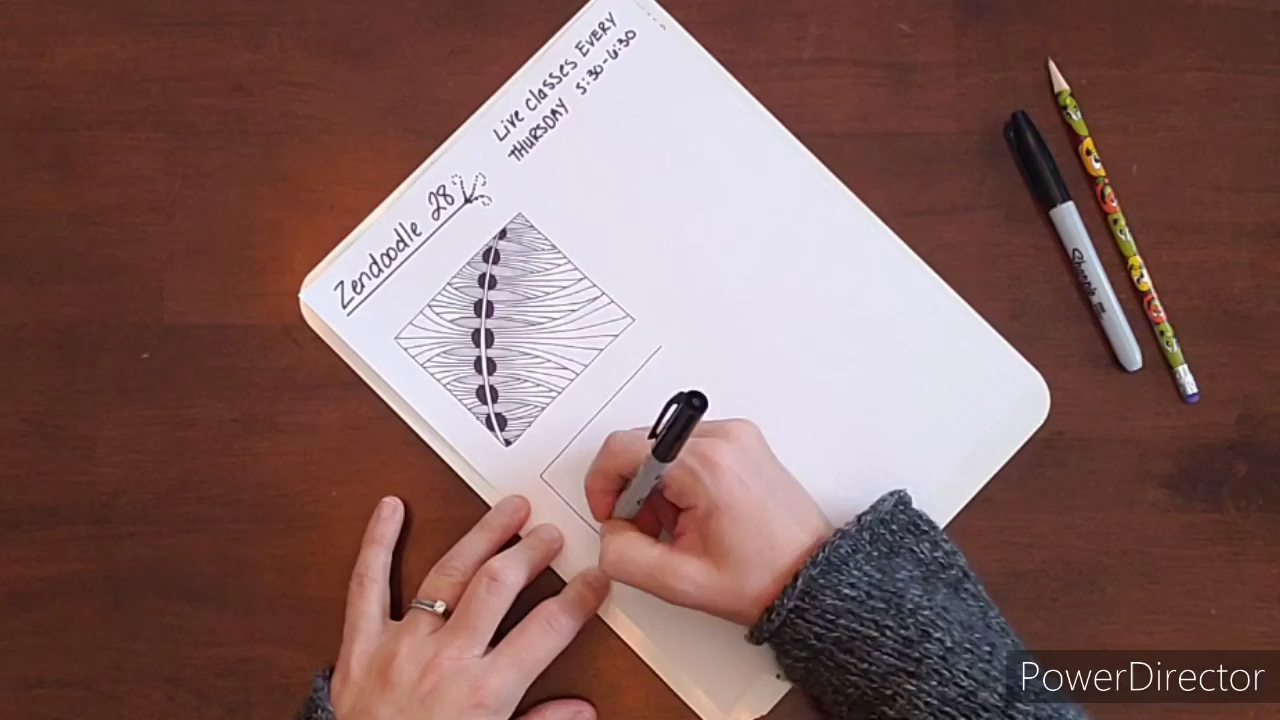 Live Classes EVERY
THURSDAY 5:30-6:30
Zendoodle 28
Sharpie
PowerDirector